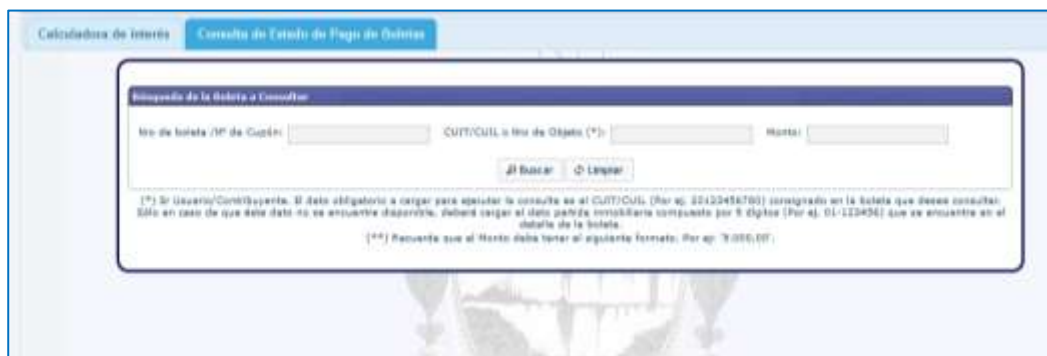 Calculadora de interés
Consulta de Estado de Pago de Boletas
Búsqueda de la Boleta a Consultar
Nro de boleta /Nº de Cupón:
CUIT/CUIL o Nro de Objeto (*):
Monto:
Buscar
Limpiar
(*) Sr Usuario/Contribuyente. El dato obligatorio a cargar para ejecutar la consulta es el CUIT/CUIL (Por ej. 20123456780) consignado en la boleta que desea consultar.
Sólo en caso de que éste dato no se encuentre disponible, deberá cargar el dato partida inmobiliaria compuesto por 9 dígitos (Por ej. 01-123456) que se encuentra en el
detalle de la boleta.
(**) Recuerde que el Monto debe tener el siguiente formato. Por ej: